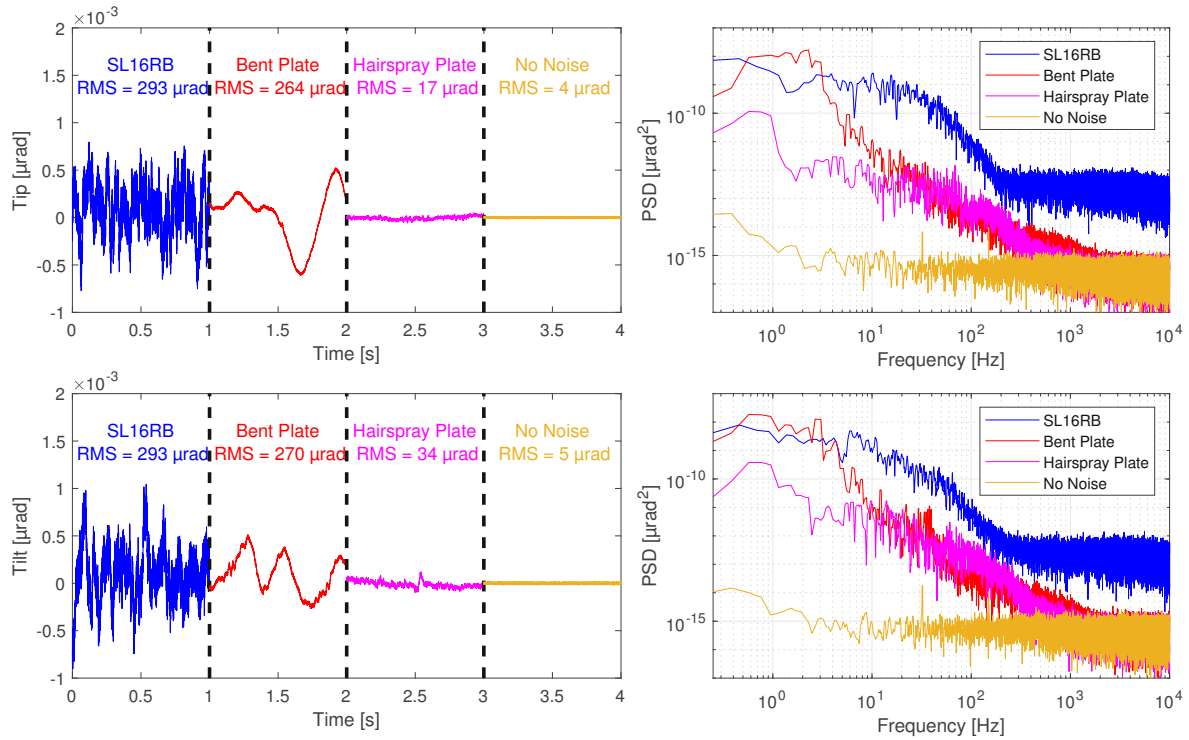 ×10⁻³
2
1.5
1
0.5
0
-0.5
-1
Tip [µrad]
SL16RB
RMS = 293 µrad
Bent Plate
RMS = 264 µrad
Hairspray Plate
RMS = 17 µrad
No Noise
RMS = 4 µrad
0 0.5 1 1.5 2 2.5 3 3.5 4
Time [s]
PSD [µrad²]
10⁻¹⁰
10⁻¹⁵
SL16RB
Bent Plate
Hairspray Plate
No Noise
10⁰ 10¹ 10² 10³ 10⁴
Frequency [Hz]
×10⁻³
2
1.5
1
0.5
0
-0.5
-1
Tilt [µrad]
SL16RB
RMS = 293 µrad
Bent Plate
RMS = 270 µrad
Hairspray Plate
RMS = 34 µrad
No Noise
RMS = 5 µrad
0 0.5 1 1.5 2 2.5 3 3.5 4
Time [s]
PSD [µrad²]
10⁻¹⁰
10⁻¹⁵
SL16RB
Bent Plate
Hairspray Plate
No Noise
10⁰ 10¹ 10² 10³ 10⁴
Frequency [Hz]